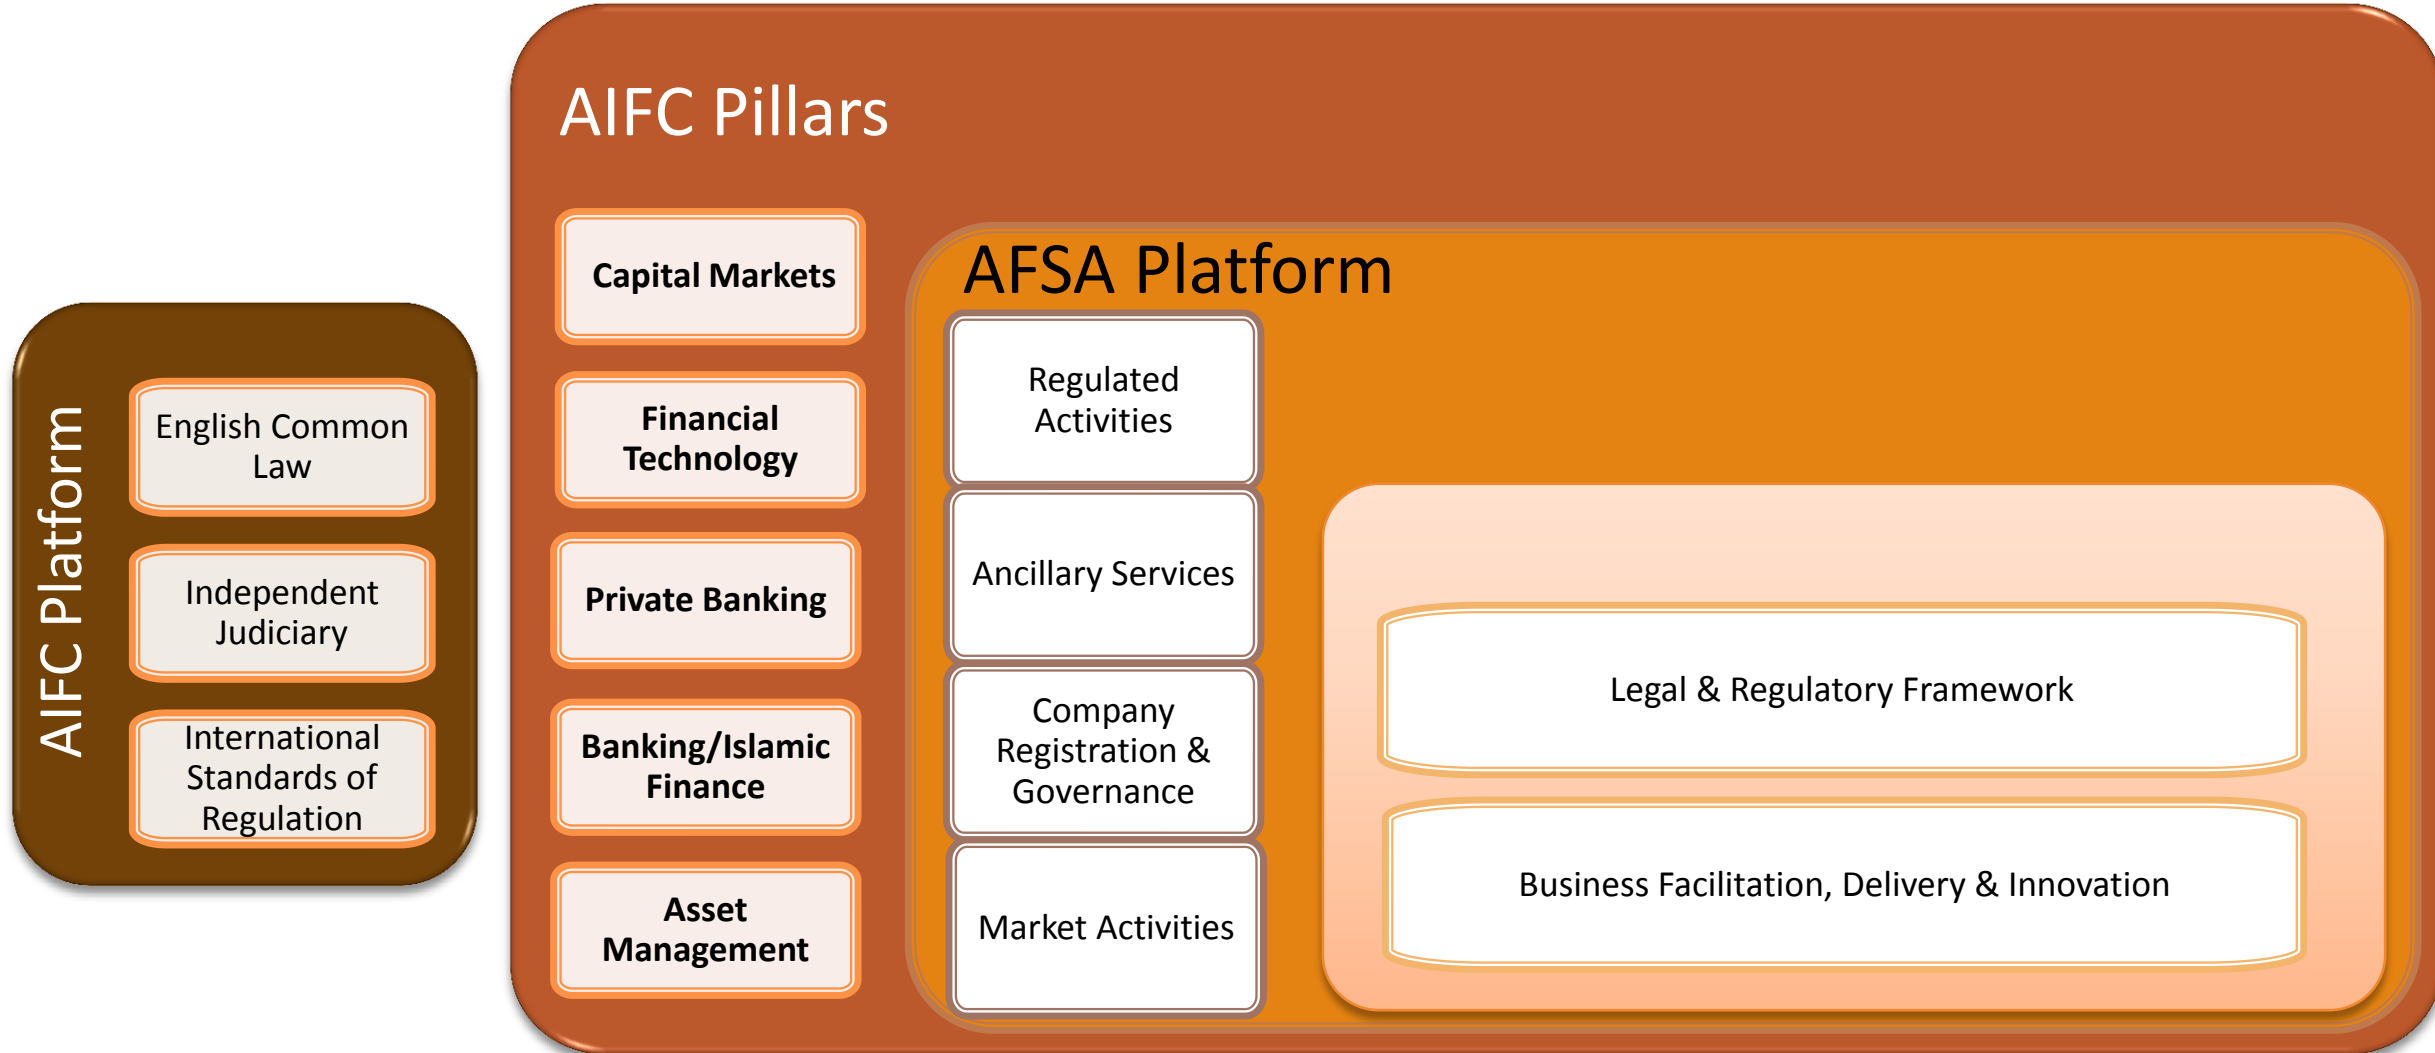 AIFC Platform
English Common
Law
Independent
Judiciary
International
Standards of
Regulation
AIFC Pillars
Capital Markets
Financial
Technology
Private Banking
Banking/Islamic
Finance
Asset
Management
AFSA Platform
Regulated
Activities
Ancillary Services
Company
Registration &
Governance
Market Activities
Legal & Regulatory Framework
Business Facilitation, Delivery & Innovation